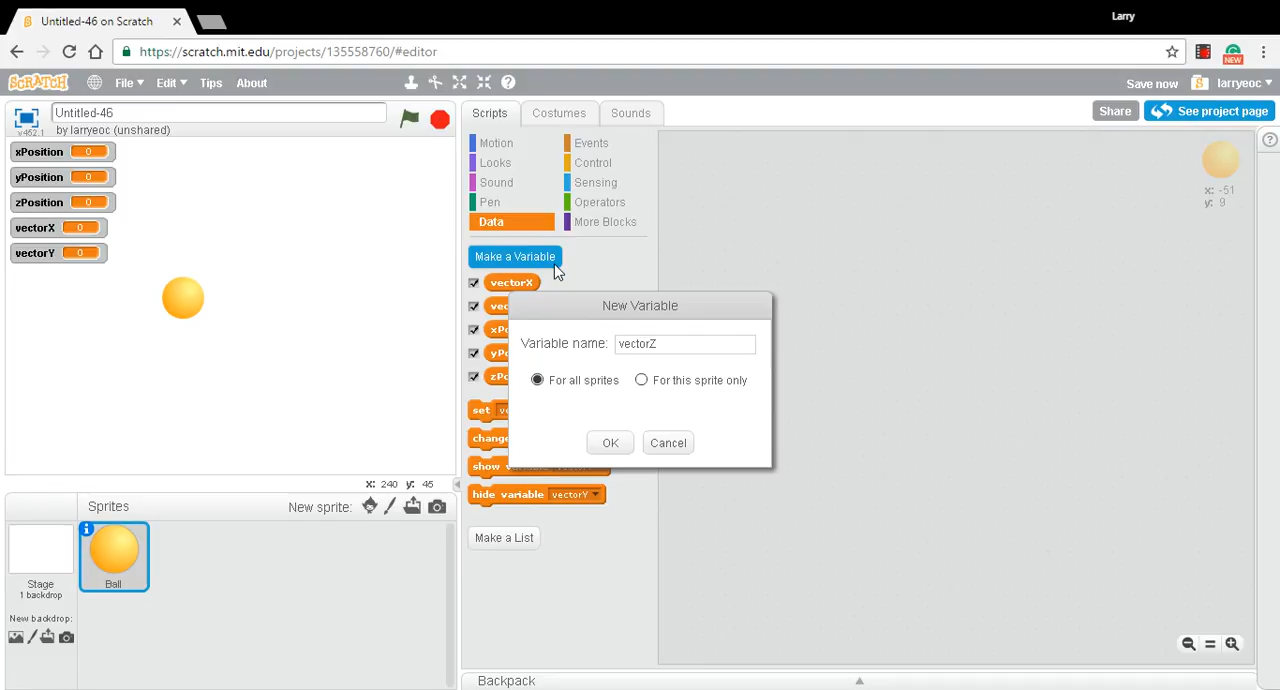 Untitled-46 on Scratch
Larry
https://scratch.mit.edu/projects/135558760/#editor
NEW
SCRATCH
File
Edit
Tips
About
Save now
larryeoc
Untitled-46
by larryeoc (unshared)
v452.1
Scripts
Costumes
Sounds
Share
See project page
xPosition 0
yPosition 0
zPosition 0
vectorX 0
vectorY 0
Motion
Events
Looks
Control
Sound
Sensing
Pen
Operators
Data
More Blocks
x: -51
y: 9
Make a Variable
vectorX
New Variable
Variable name: vectorZ
For all sprites
For this sprite only
OK
Cancel
set
change
show
hide variable vectorY
Make a List
x: 240 y: 45
Sprites
New sprite:
Stage
1 backdrop
New backdrop:
Ball
Backpack